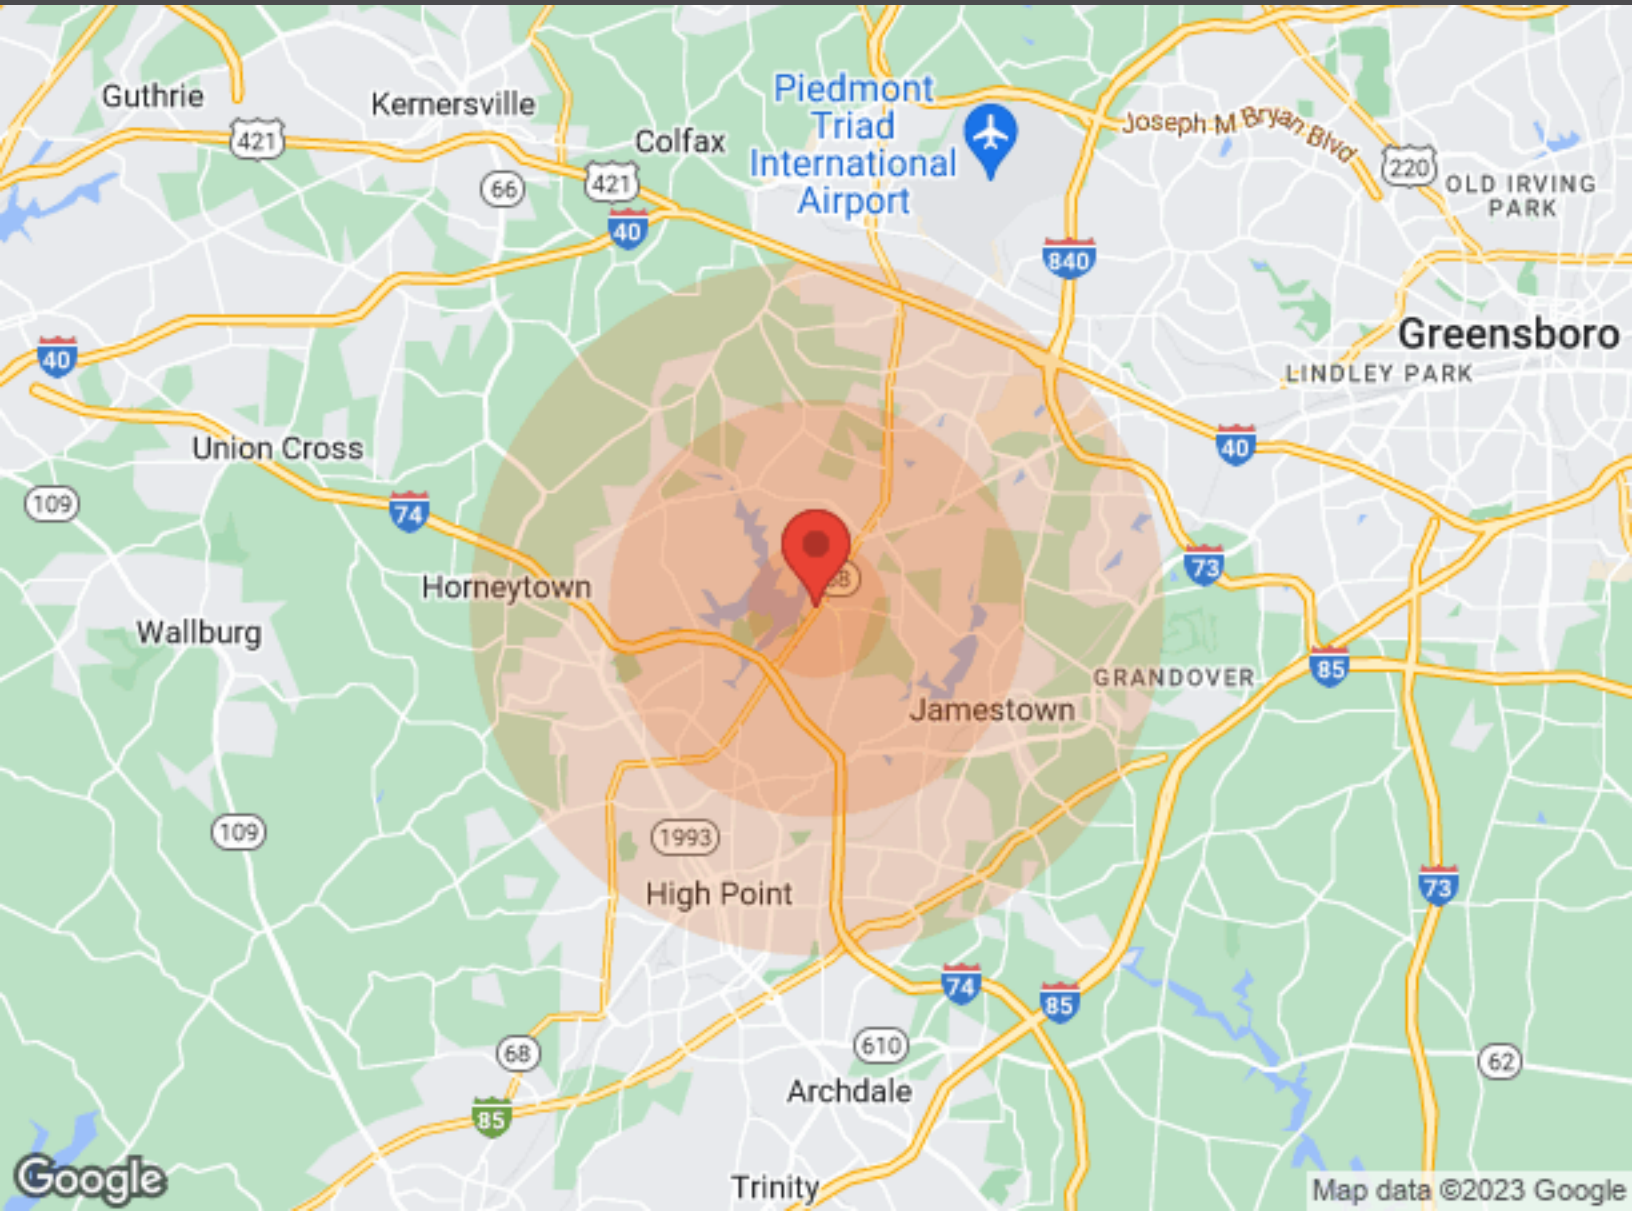 Guthrie
Kernersville
Colfax
Piedmont
Triad
International
Airport
Joseph M Bryan Blvd
421
66
421
40
220
OLD IRVING
PARK
840
40
Greensboro
LINDLEY PARK
Union Cross
40
109
74
73
68
Horneytown
Wallburg
85
GRANDOVER
Jamestown
109
1993
High Point
73
74
85
68
610
62
Archdale
85
Trinity
Google
Map data ©2023 Google